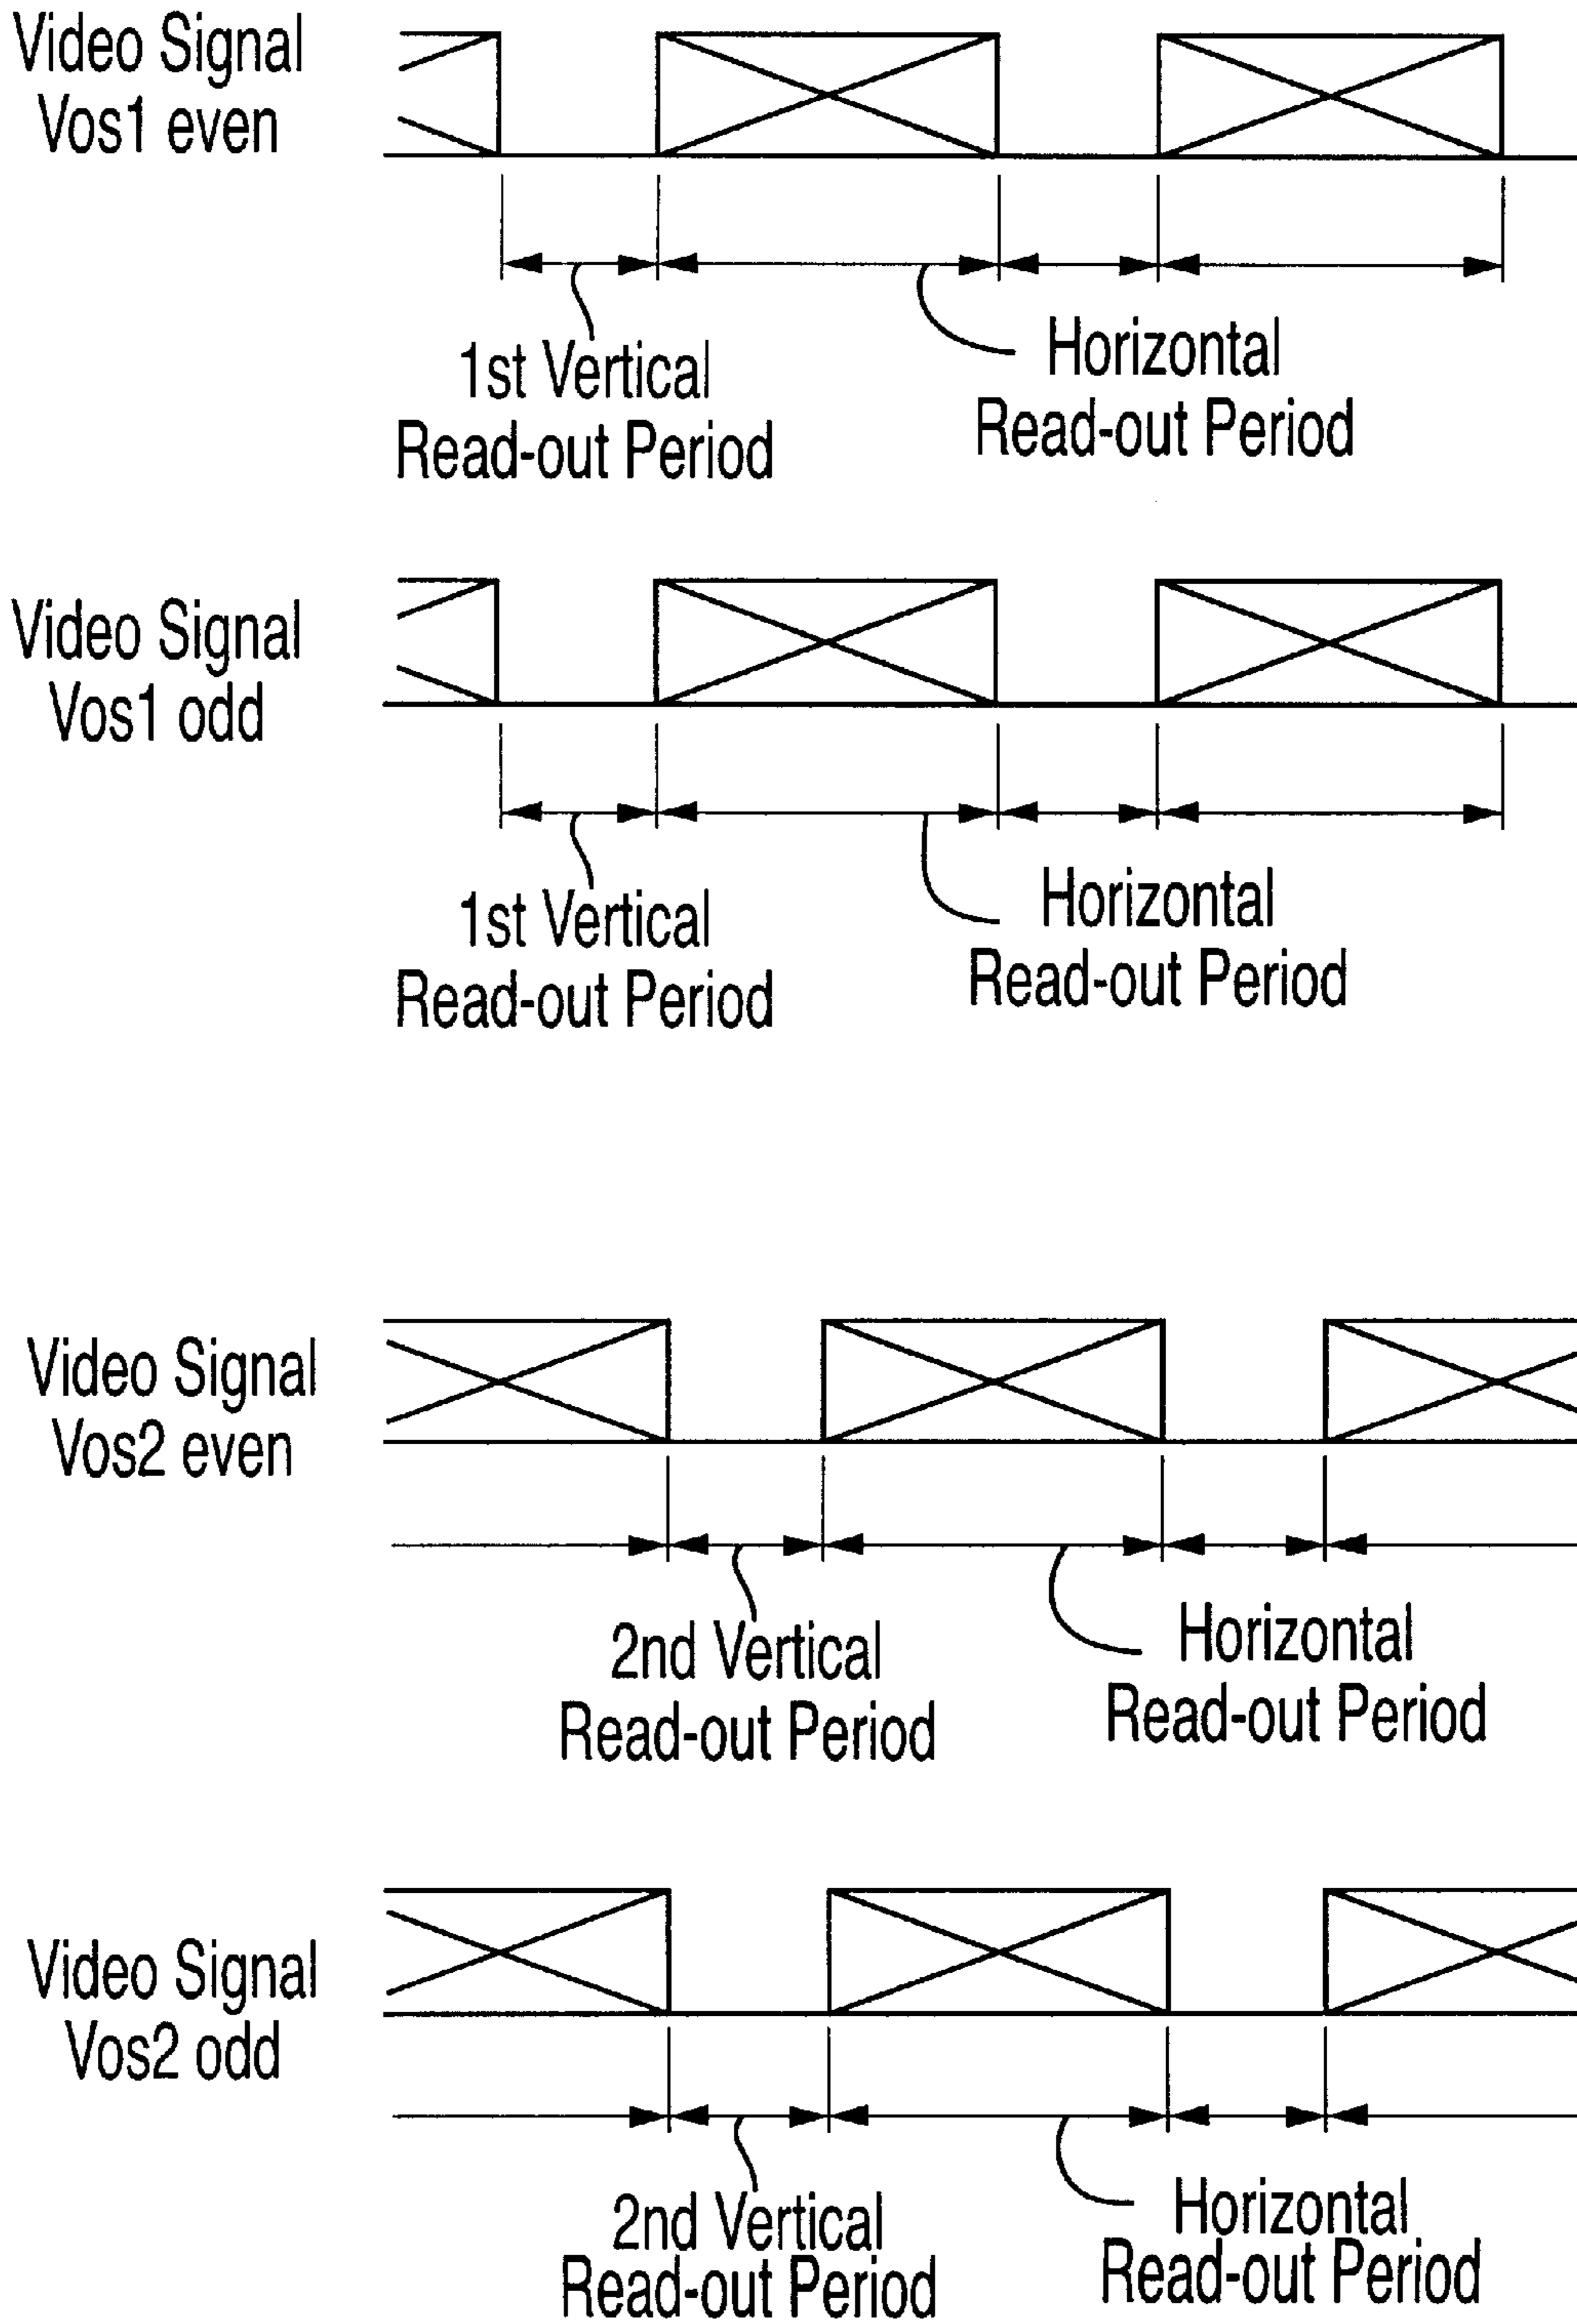 Video Signal
Vos1 even
1st Vertical
Read-out Period
Horizontal
Read-out Period
Video Signal
Vos1 odd
1st Vertical
Read-out Period
Horizontal
Read-out Period
Video Signal
Vos2 even
2nd Vertical
Read-out Period
Horizontal
Read-out Period
Video Signal
Vos2 odd
2nd Vertical
Read-out Period
Horizontal
Read-out Period